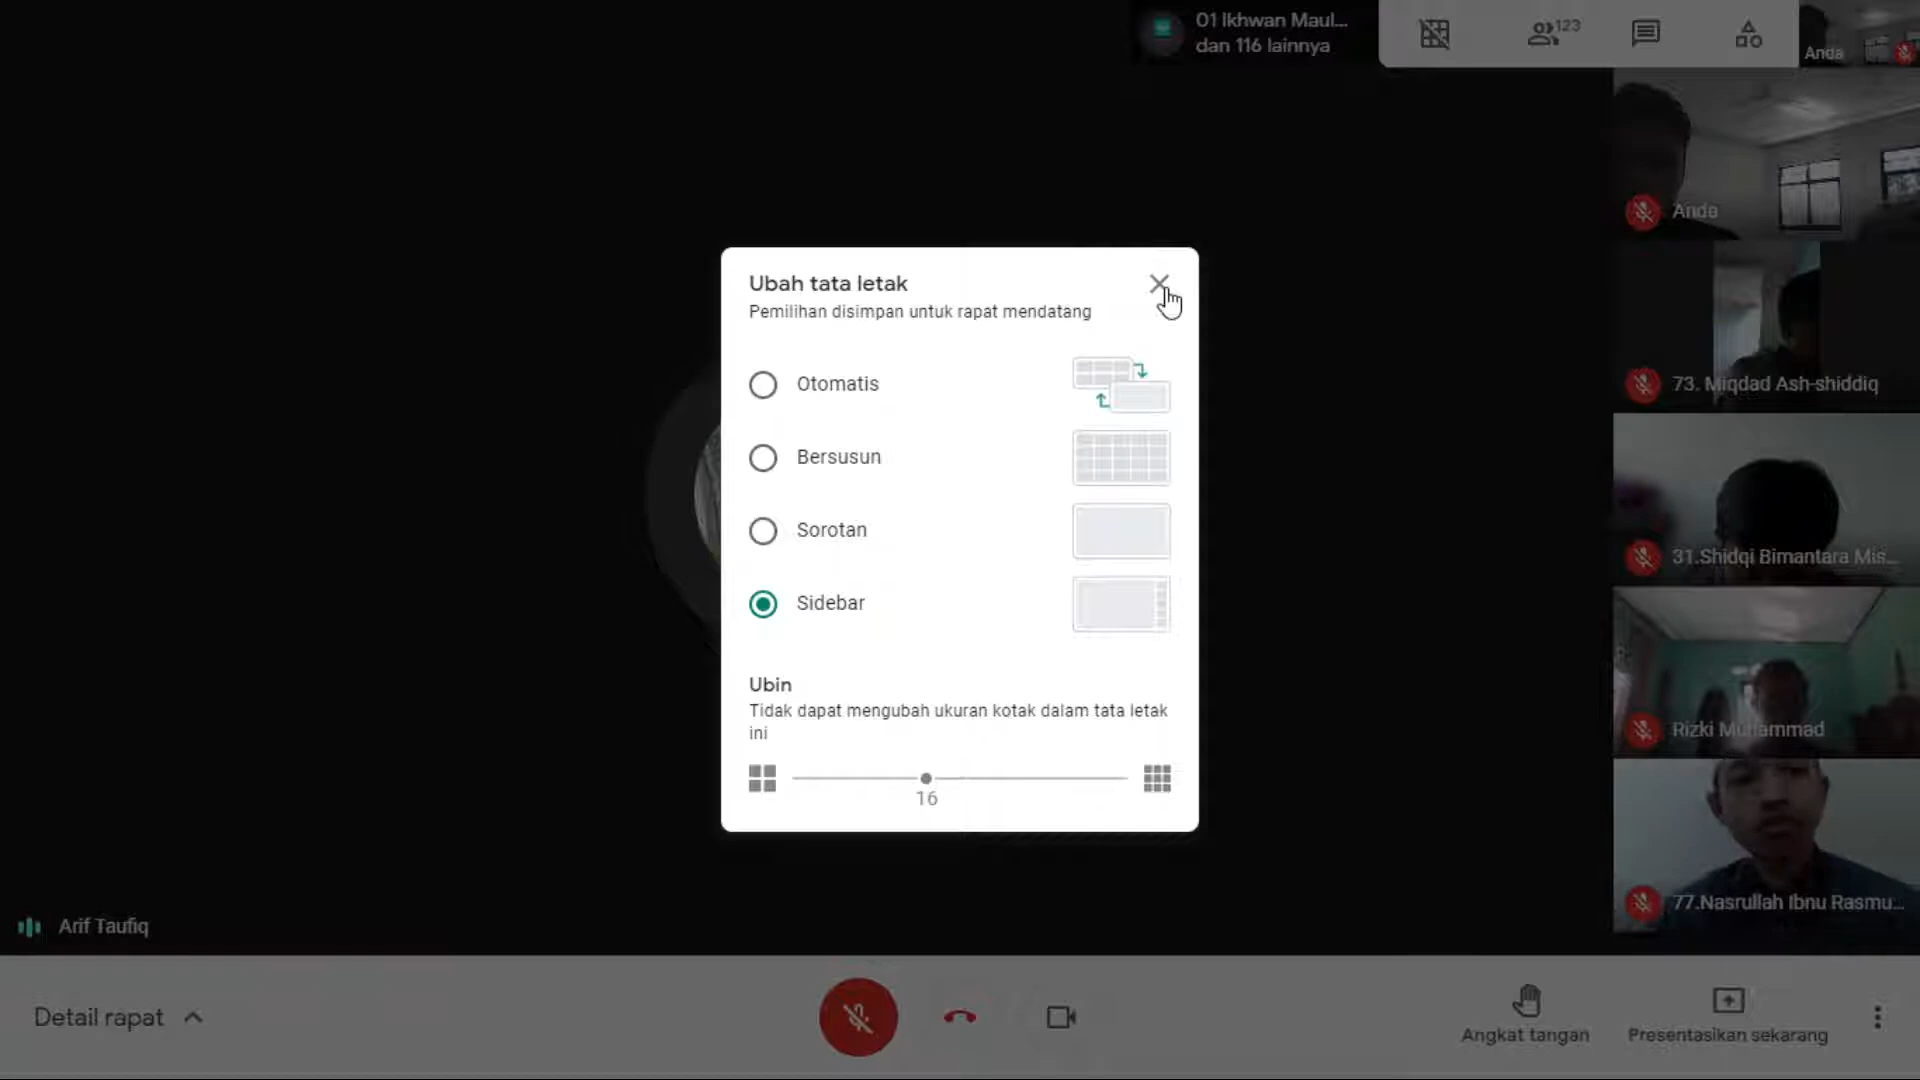 01 Ikhwan Maul...
dan 116 lainnya
123
Anda
Anda
Ubah tata letak
Pemilihan disimpan untuk rapat mendatang
Otomatis
Bersusun
Sorotan
Sidebar
Ubin
Tidak dapat mengubah ukuran kotak dalam tata letak
ini
16
73. Miqdad Ash-shiddiq
31.Shidqi Bimantara Mis...
Rizki Muhammad
77.Nasrullah Ibnu Rasmu...
Arif Taufiq
Detail rapat
Angkat tangan
Presentasikan sekarang